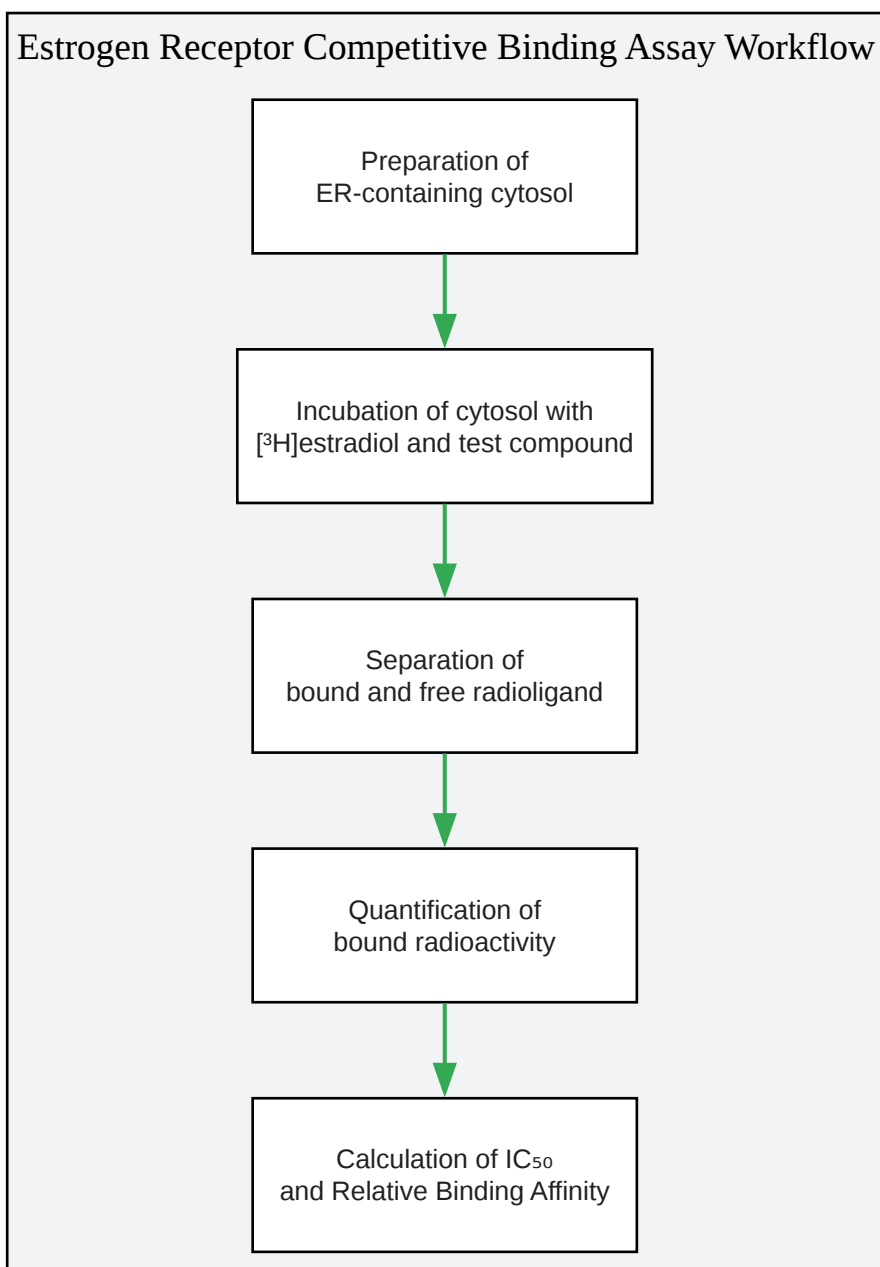 Estrogen Receptor Competitive Binding Assay Workflow
Preparation of
ER-containing cytosol
Incubation of cytosol with
[³H]estradiol and test compound
Separation of
bound and free radioligand
Quantification of
bound radioactivity
Calculation of IC₅₀
and Relative Binding Affinity